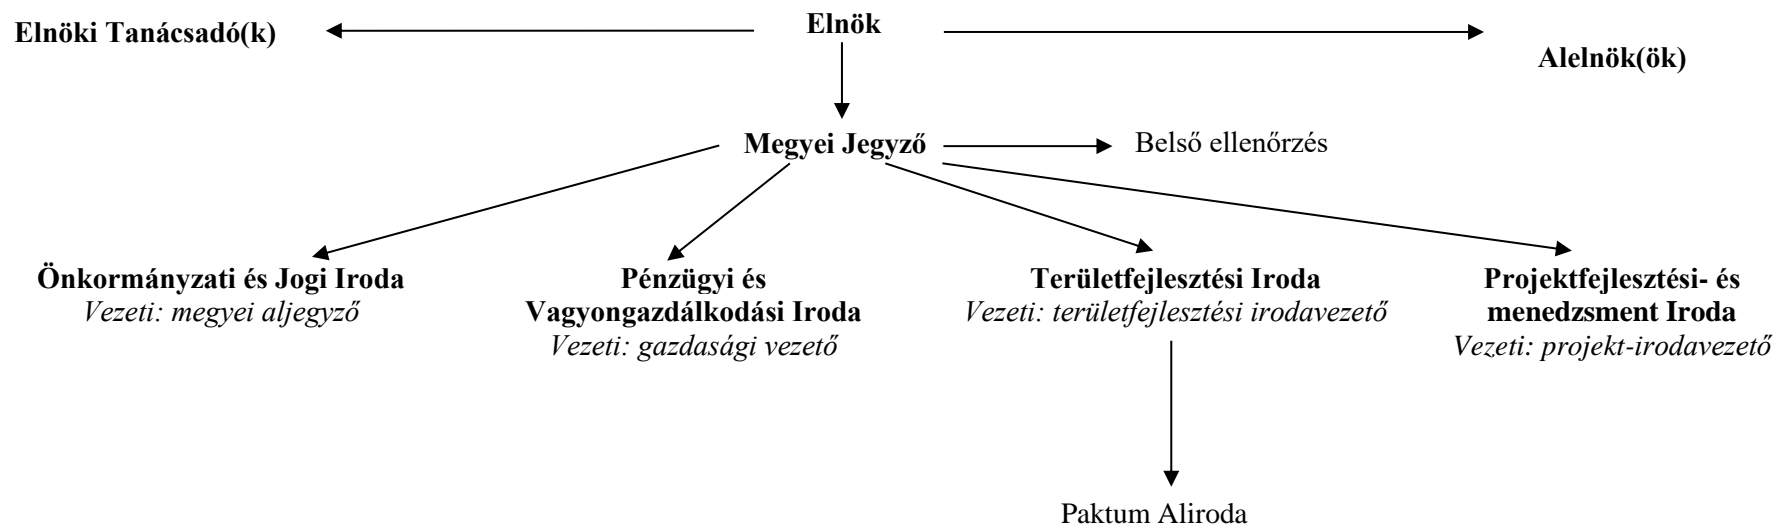 Elnök
Elnöki Tanácsadó(k)
Alelnök(ök)
Megyei Jegyző
Belső ellenőrzés
Önkormányzati és Jogi Iroda
Vezeti: megyei aljegyző
Pénzügyi és
Vagyongazdálkodási Iroda
Vezeti: gazdasági vezető
Területfejlesztési Iroda
Vezeti: területfejlesztési irodavezető
Projektfejlesztési- és
menedzsment Iroda
Vezeti: projekt-irodavezető
Paktum Aliroda